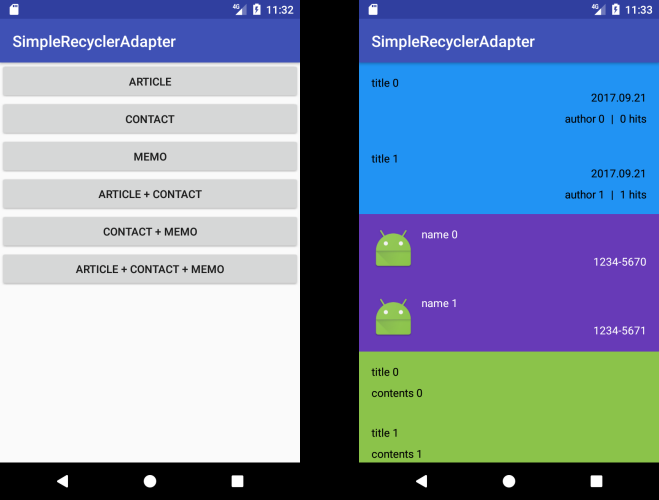 4G 11:32
SimpleRecyclerAdapter
ARTICLE
CONTACT
MEMO
ARTICLE + CONTACT
CONTACT + MEMO
ARTICLE + CONTACT + MEMO
4G 11:33
SimpleRecyclerAdapter
title 0
2017.09.21
author 0 | 0 hits
title 1
2017.09.21
author 1 | 1 hits
name 0
1234-5670
name 1
1234-5671
title 0
contents 0
title 1
contents 1